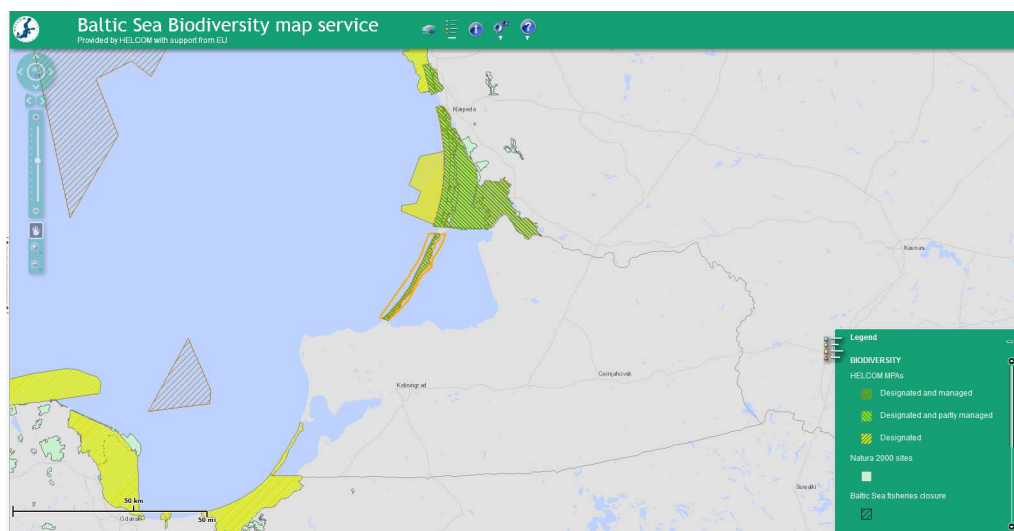 Baltic Sea Biodiversity map service
Provided by HELCOM with support from EU
Klaipeda
Kaunas
Kaliningrad
Cernjahovsk
Suwalki
50 km
Gdansk
50 mi
Legend
BIODIVERSITY
HELCOM MPAs
Designated and managed
Designated and partly managed
Designated
Natura 2000 sites
Baltic Sea fisheries closure